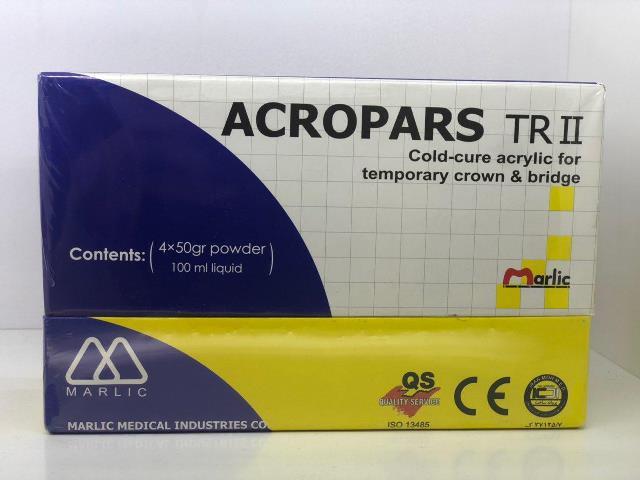 ACROPARS TR II
Cold-cure acrylic for
temporary crown & bridge
Contents: (4×50gr powder
100 ml liquid)
Marlic
MARLIC
MARLIC MEDICAL INDUSTRIES CO
QS
QUALITY SERVICE
ISO 13485
CE